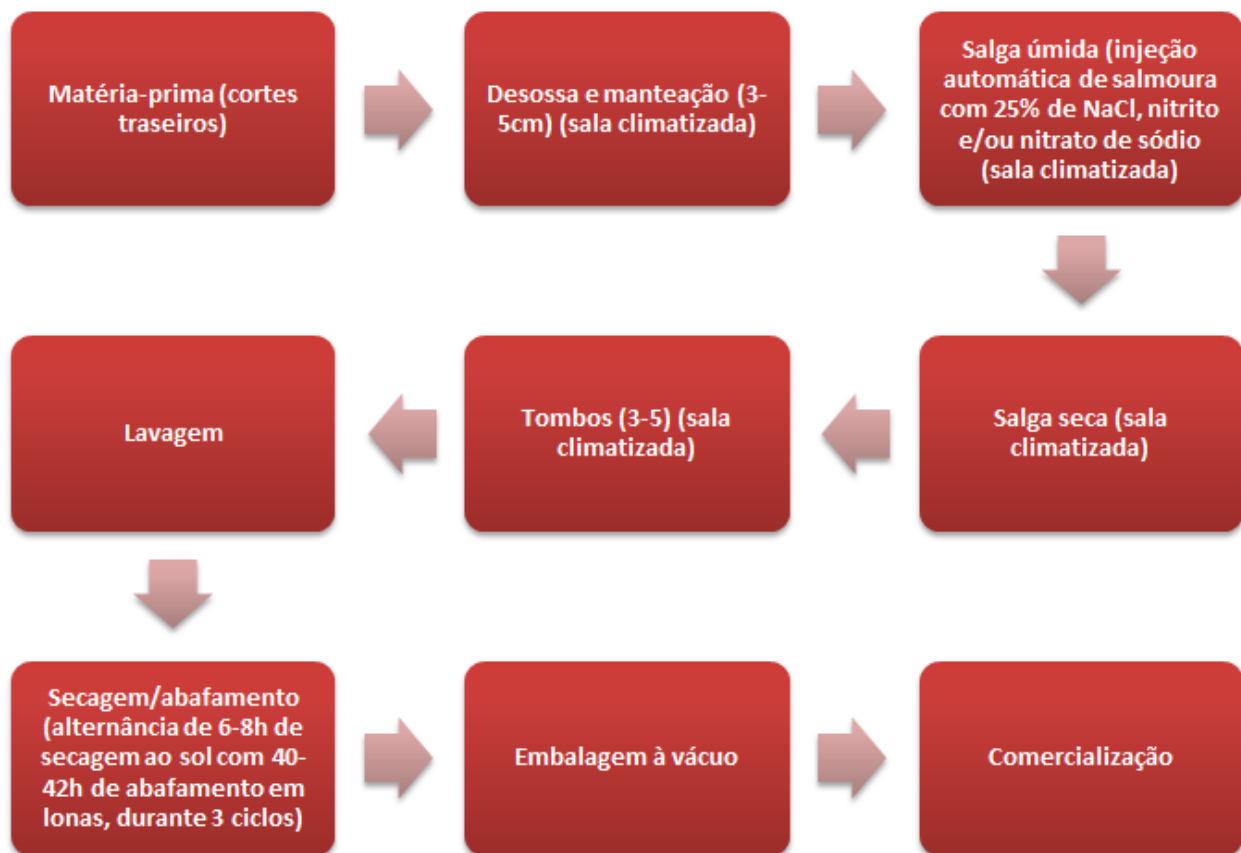 Matéria-prima (cortes
traseiros)
Desossa e manteação (3-
5cm) (sala climatizada)
Salga úmida (injeção
automática de salmoura
com 25% de NaCl, nitrito
e/ou nitrato de sódio
(sala climatizada)
Salga seca (sala
climatizada)
Tombos (3-5) (sala
climatizada)
Lavagem
Secagem/abafamento
(alternância de 6-8h de
secagem ao sol com 40-
42h de abafamento em
lonas, durante 3 ciclos)
Embalagem à vácuo
Comercialização